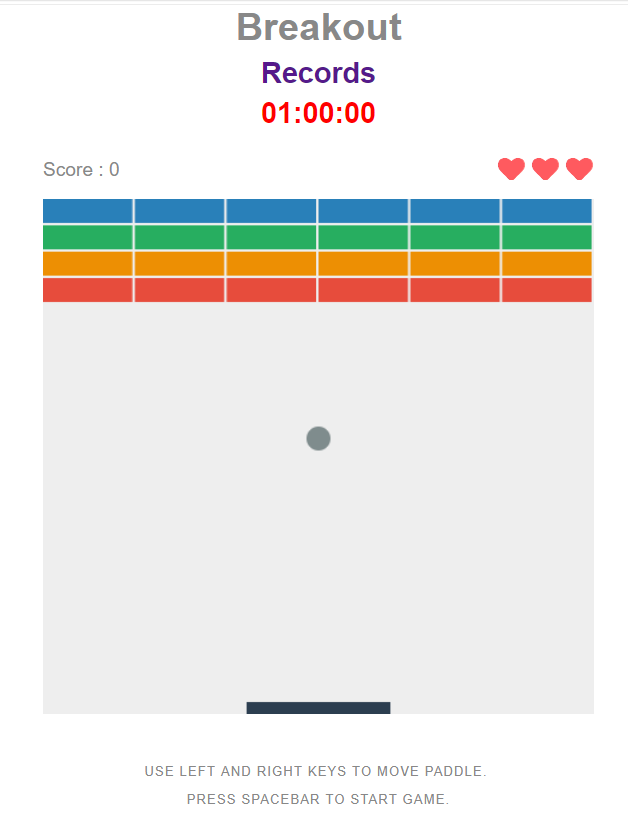 Breakout
Records
01:00:00
Score : 0
USE LEFT AND RIGHT KEYS TO MOVE PADDLE.
PRESS SPACEBAR TO START GAME.